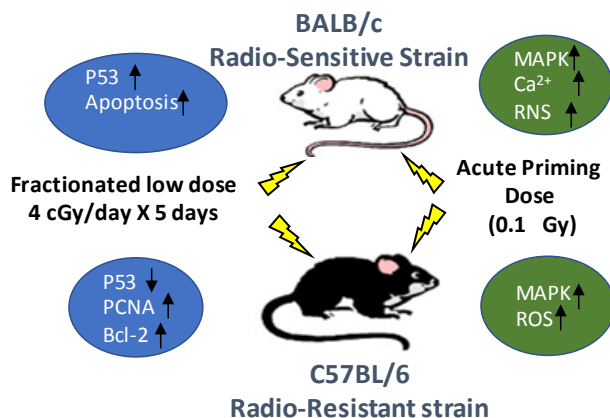 BALB/c
Radio-Sensitive Strain
P53
Apoptosis
MAPK
Ca²⁺
RNS
Fractionated low dose
4 cGy/day X 5 days
Acute Priming
Dose
(0.1 Gy)
P53
PCNA
Bcl-2
MAPK
ROS
C57BL/6
Radio-Resistant strain